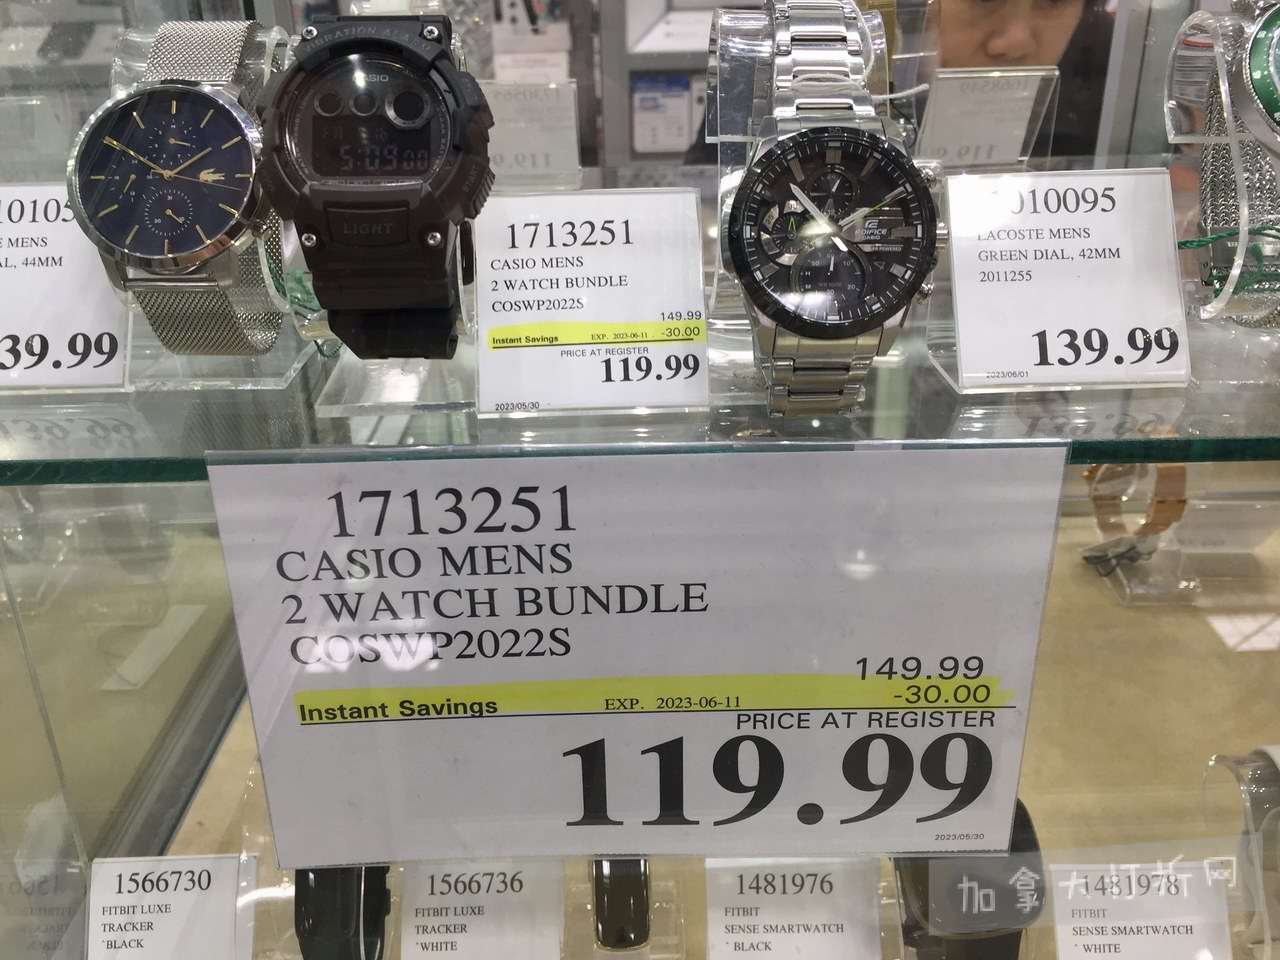 VIBRATION ALARM
CASIO
5:09 00
LIGHT
10105
E MENS
AL, 44MM
39.99
1713251
CASIO MENS
2 WATCH BUNDLE
COSWP2022S
149.99
Instant Savings EXP. 2023-06-11 -30.00
PRICE AT REGISTER
119.99
2023/05/30
EDIFICE
CASIO
010095
LACOSTE MENS
GREEN DIAL, 42MM
2011255
139.99
2023/06/01
1713251
CASIO MENS
2 WATCH BUNDLE
COSWP2022S
149.99
Instant Savings EXP. 2023-06-11 -30.00
PRICE AT REGISTER
119.99
2023/05/30
1566730
FITBIT LUXE
TRACKER
`BLACK
1566736
FITBIT LUXE
TRACKER
`WHITE
1481976
FITBIT
SENSE SMARTWATCH
`BLACK
1481978
FITBIT
SENSE SMARTWATCH
`WHITE
加拿大打折网